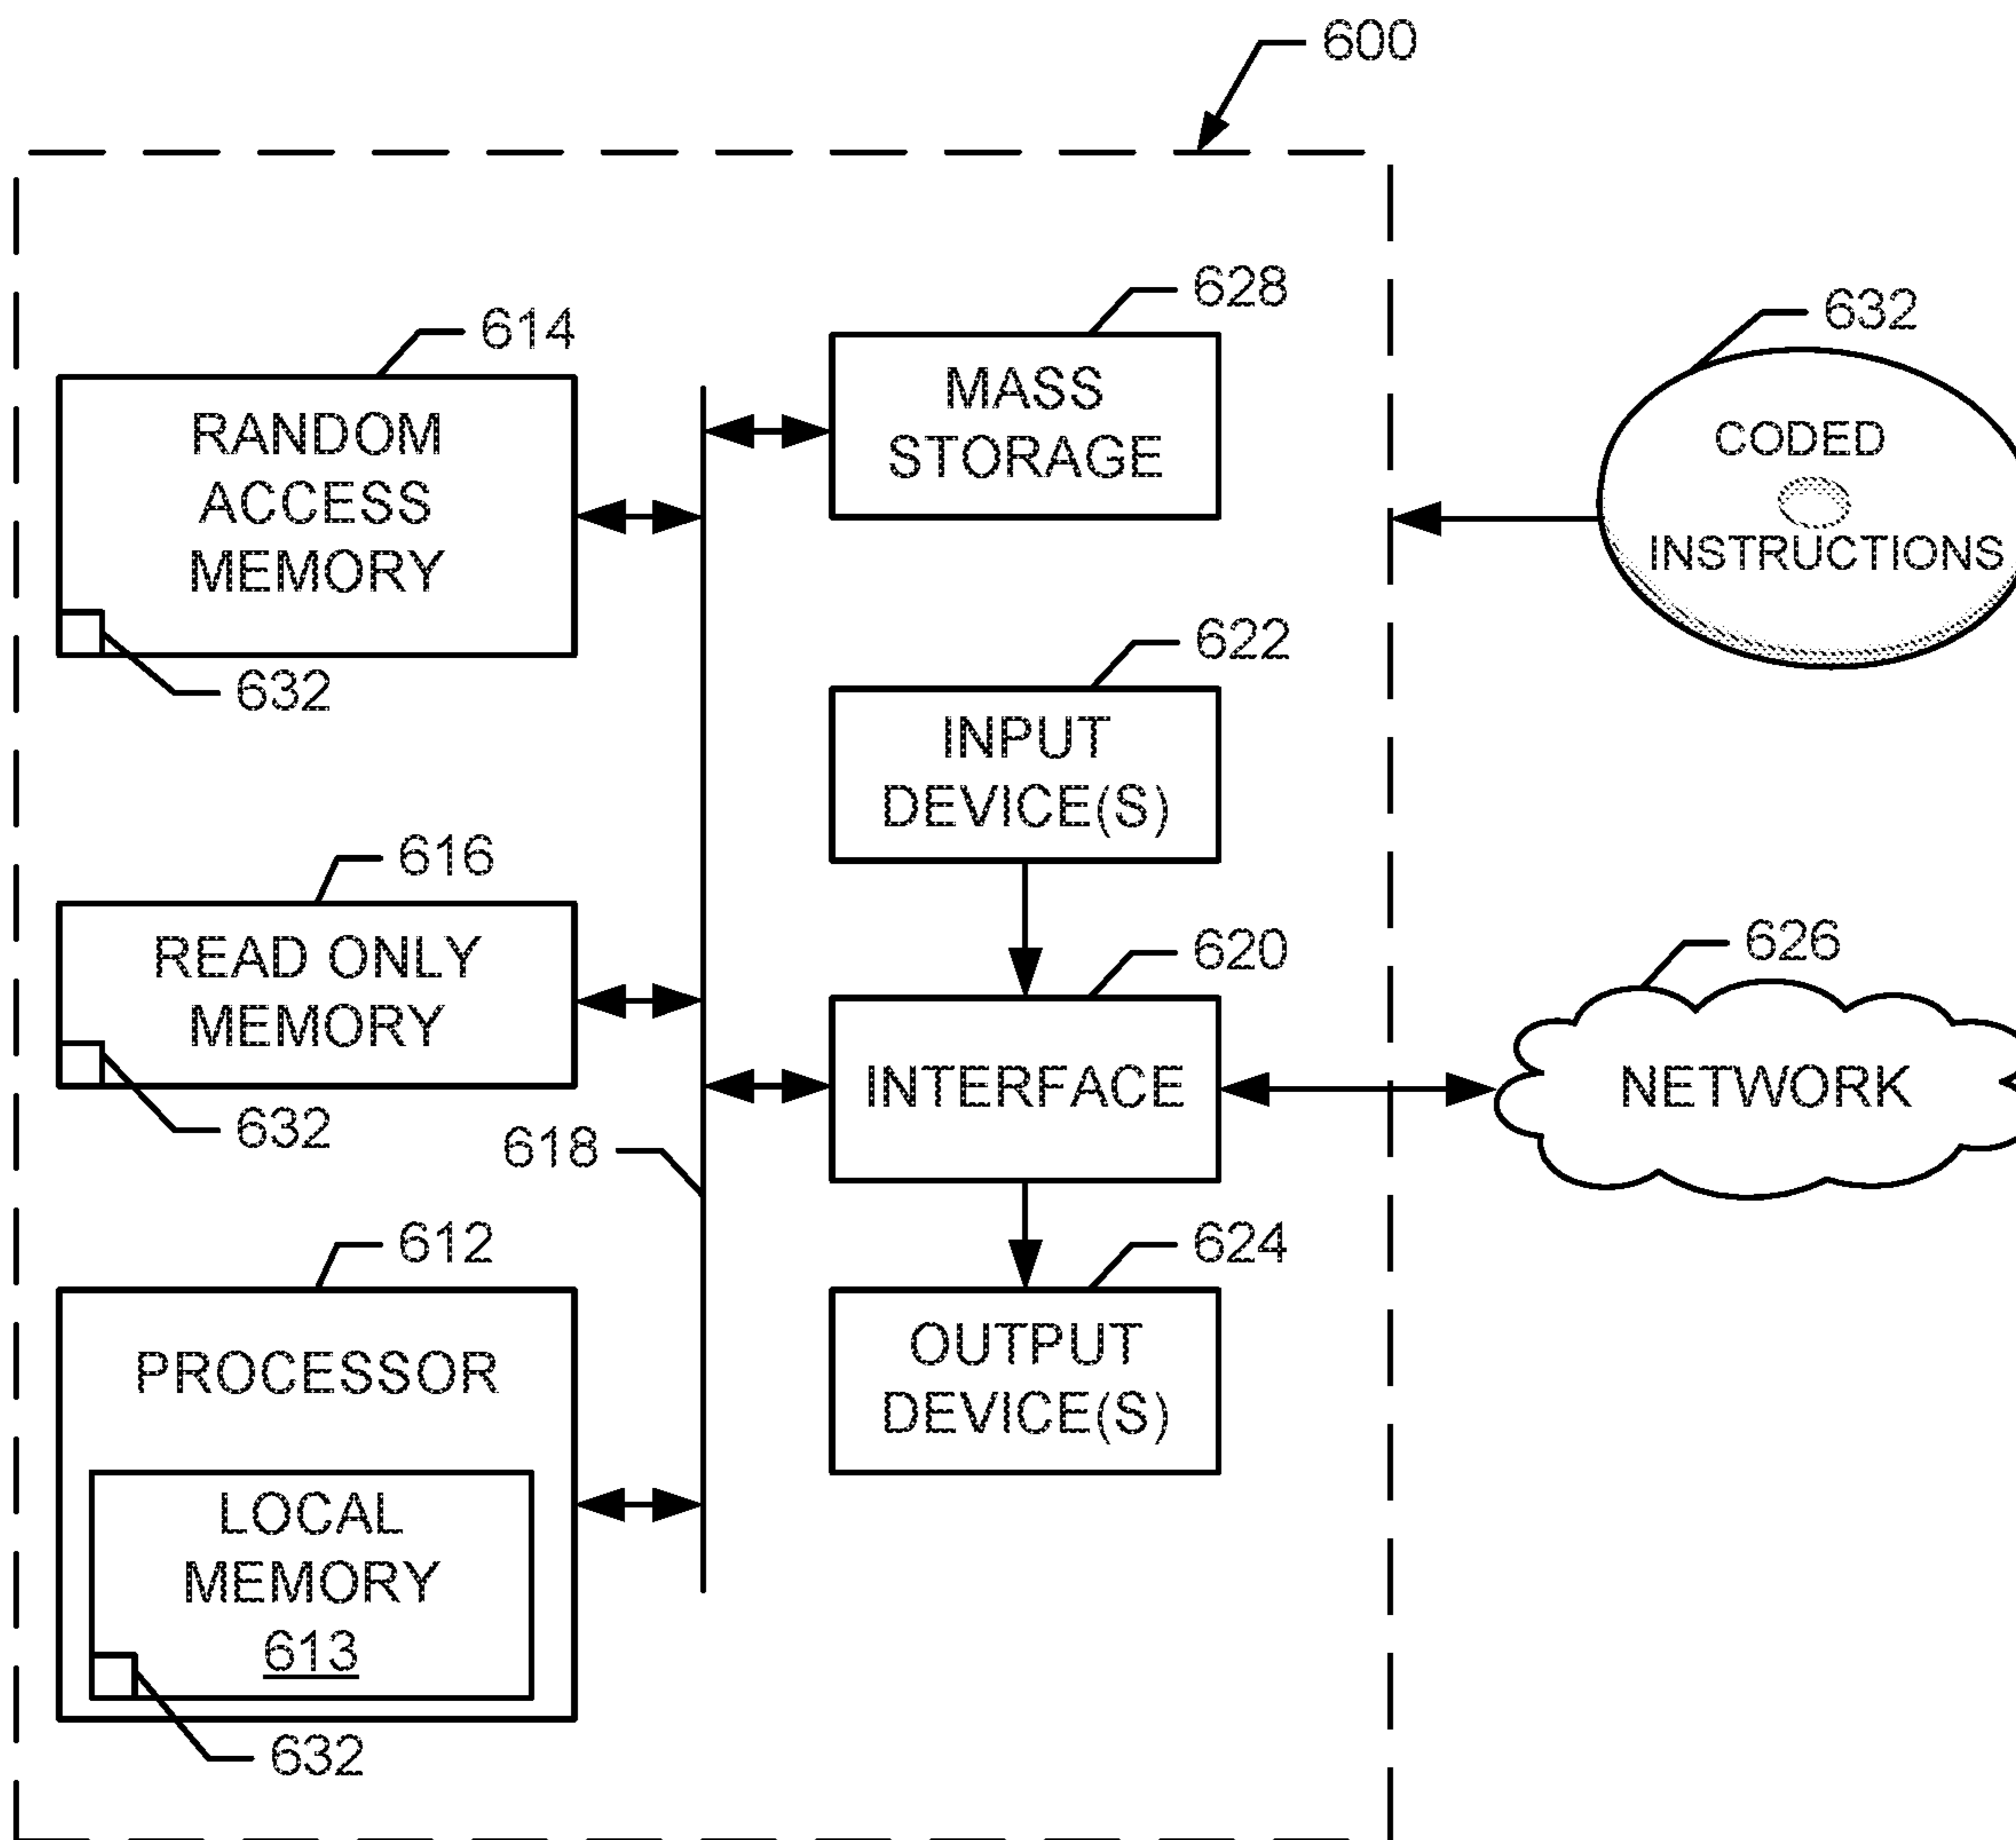 600
614
RANDOM
ACCESS
MEMORY
632
628
MASS
STORAGE
632
CODED
INSTRUCTIONS
622
INPUT
DEVICE(S)
616
READ ONLY
MEMORY
632
618
620
INTERFACE
626
NETWORK
612
PROCESSOR
LOCAL
MEMORY
613
632
624
OUTPUT
DEVICE(S)